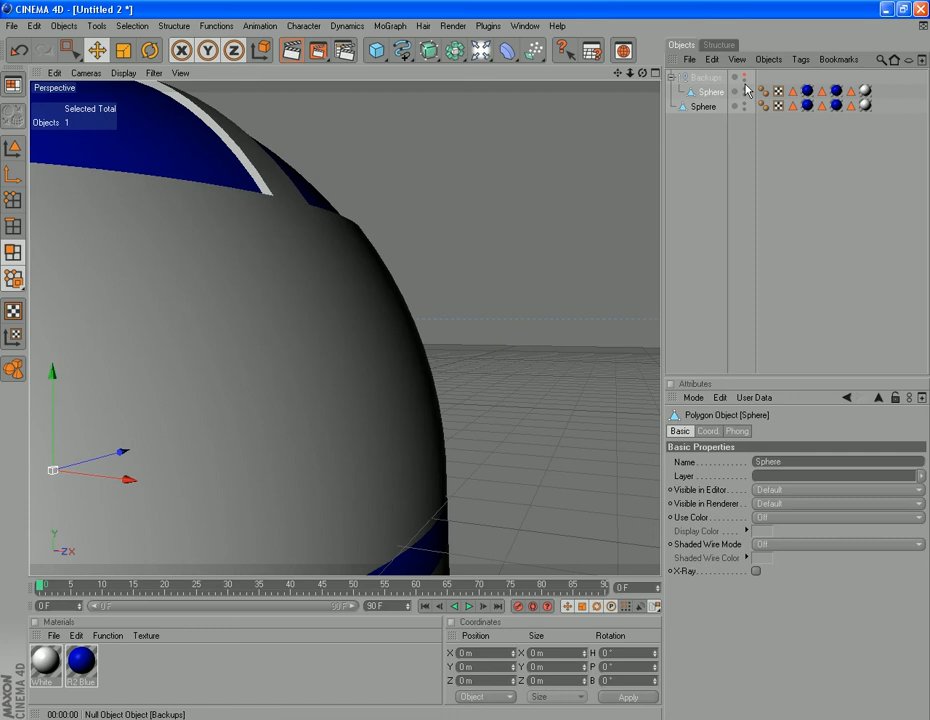 CINEMA 4D - [Untitled 2 *]
File Edit Objects Tools Selection Structure Functions Animation Character Dynamics MoGraph Hair Render Plugins Window Help
X Y Z
Objects Structure
File Edit View Objects Tags Bookmarks
Edit Cameras Display Filter View
Perspective
Selected Total
Objects 1
Backups
Sphere
Sphere
Y
Z X
Attributes
Mode Edit User Data
Polygon Object [Sphere]
Basic Coord. Phong
Basic Properties
Name Sphere
Layer
Visible in Editor Default
Visible in Renderer Default
Use Color Off
Display Color
Shaded Wire Mode Off
Shaded Wire Color
X-Ray
0 5 10 15 20 25 30 35 40 45 50 55 60 65 70 75 80 85 90
0 F
0 F 0 F 90 F 90 F
Materials
File Edit Function Texture
White R2 Blue
Coordinates
Position Size Rotation
X 0 m X 0 m H 0 °
Y 0 m Y 0 m P 0 °
Z 0 m Z 0 m B 0 °
Object Size Apply
MAXON CINEMA 4D
00:00:00 Null Object Object [Backups]